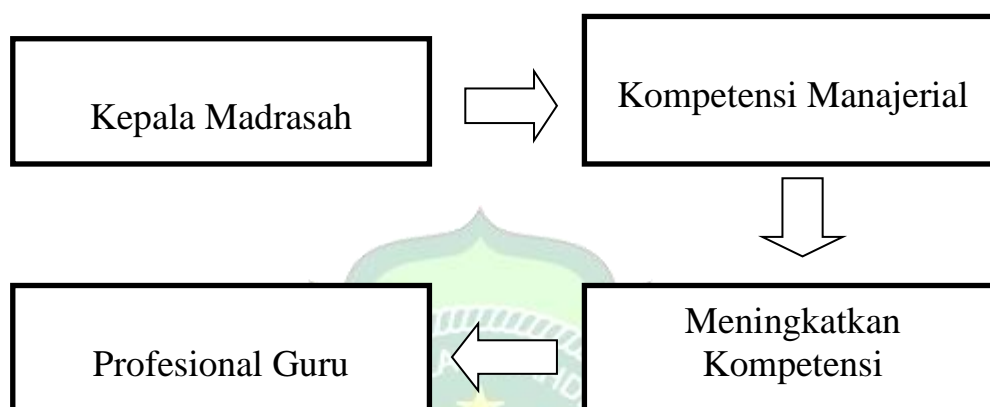 Kepala Madrasah
Kompetensi Manajerial
Meningkatkan
Kompetensi
Profesional Guru